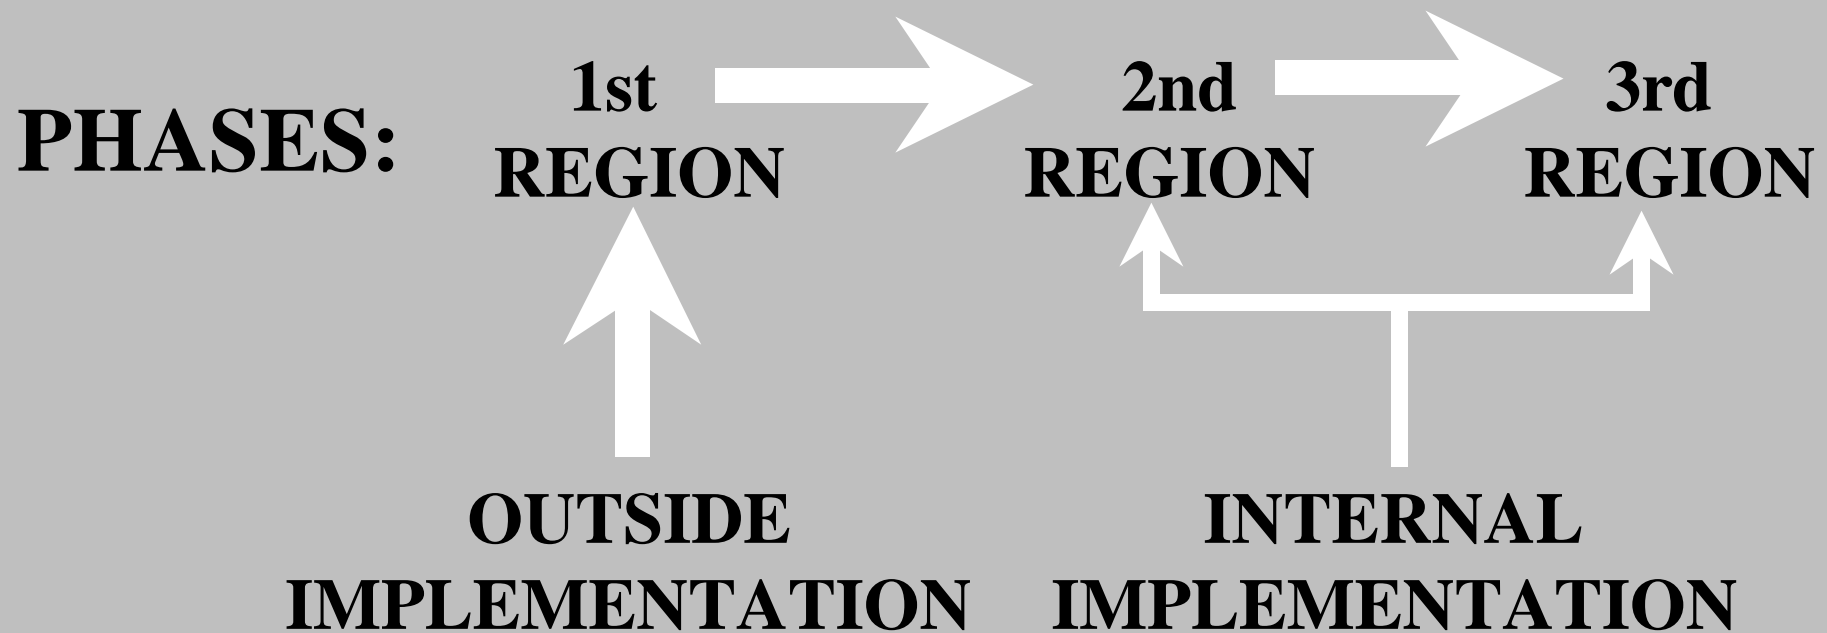 PHASES:
1st
REGION
2nd
REGION
3rd
REGION
OUTSIDE
IMPLEMENTATION
INTERNAL
IMPLEMENTATION